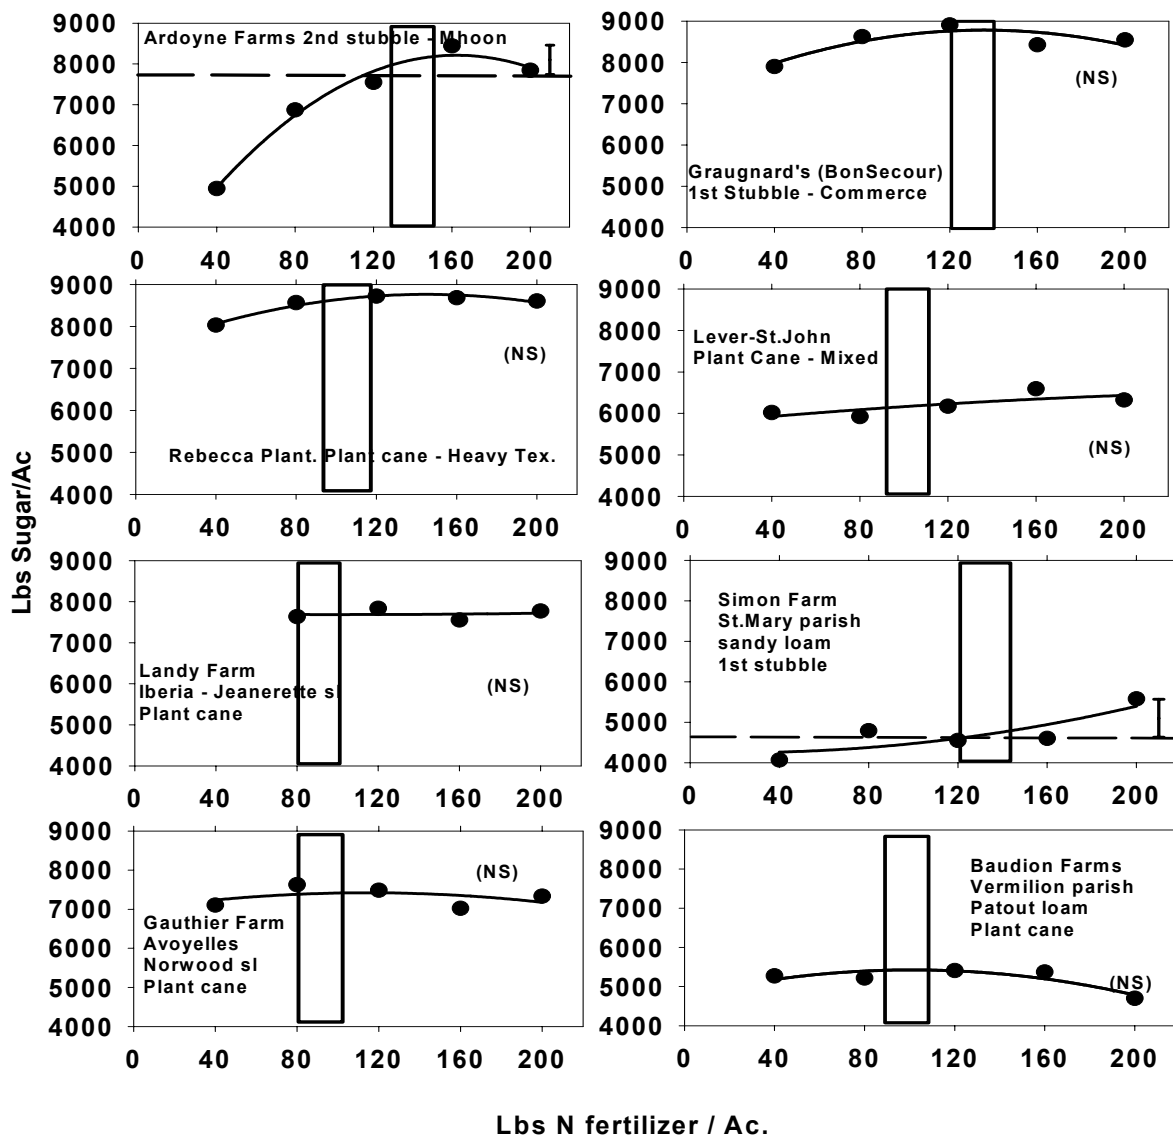 9000
8000
7000
6000
5000
4000
Ardoyne Farms 2nd stubble - Mhoon
0 40 80 120 160 200
(NS)
Graugnard's (BonSecour)
1st Stubble - Commerce
0 40 80 120 160 200
9000
8000
7000
6000
5000
4000
(NS)
Rebecca Plant. Plant cane - Heavy Tex.
0 40 80 120 160 200
9000
8000
7000
6000
5000
4000
Lever-St.John
Plant Cane - Mixed
(NS)
0 40 80 120 160 200
Lbs Sugar/Ac
9000
8000
7000
6000
5000
4000
Landy Farm
Iberia - Jeanerette sl
Plant cane
(NS)
0 40 80 120 160 200
9000
8000
7000
6000
5000
4000
Simon Farm
St.Mary parish
sandy loam
1st stubble
0 40 80 120 160 200
9000
8000
7000
6000
5000
4000
(NS)
Gauthier Farm
Avoyelles
Norwood sl
Plant cane
0 40 80 120 160 200
9000
8000
7000
6000
5000
4000
Baudion Farms
Vermilion parish
Patout loam
Plant cane
(NS)
0 40 80 120 160 200
Lbs N fertilizer / Ac.